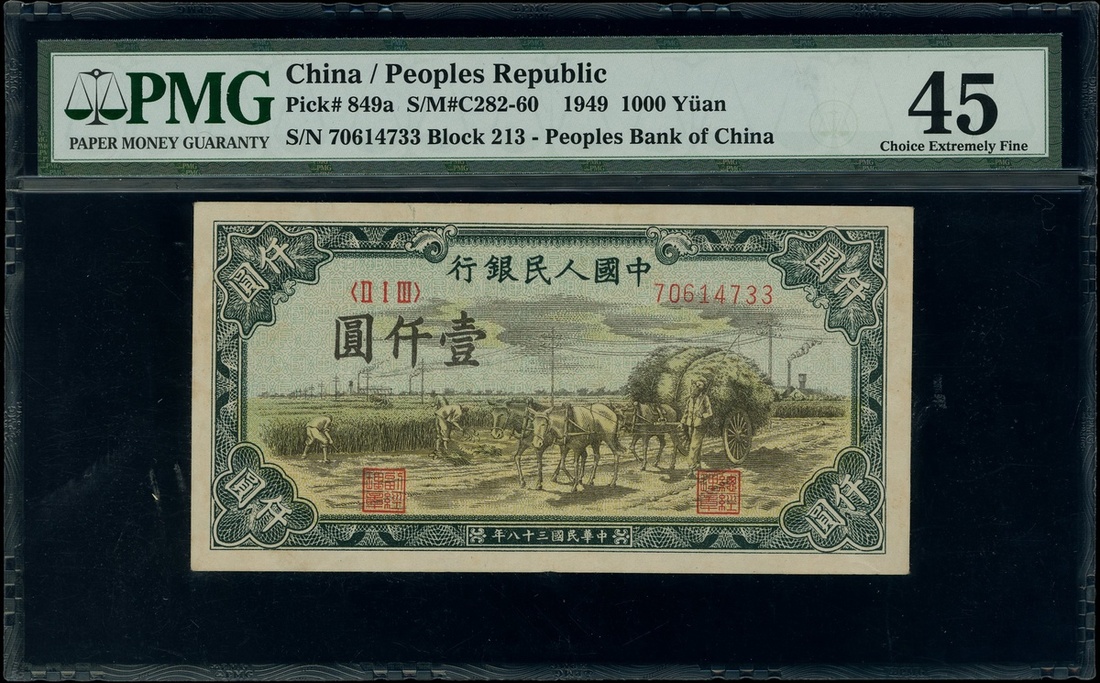 PMG
PAPER MONEY GUARANTY
China / Peoples Republic
Pick# 849a S/M#C282-60 1949 1000 Yüan
S/N 70614733 Block 213 - Peoples Bank of China
45
Choice Extremely Fine
仟圓
行銀民人國中
仟圓
〈II I III〉
70614733
圓仟壹
仟圓
仟圓
年八十三國民華中